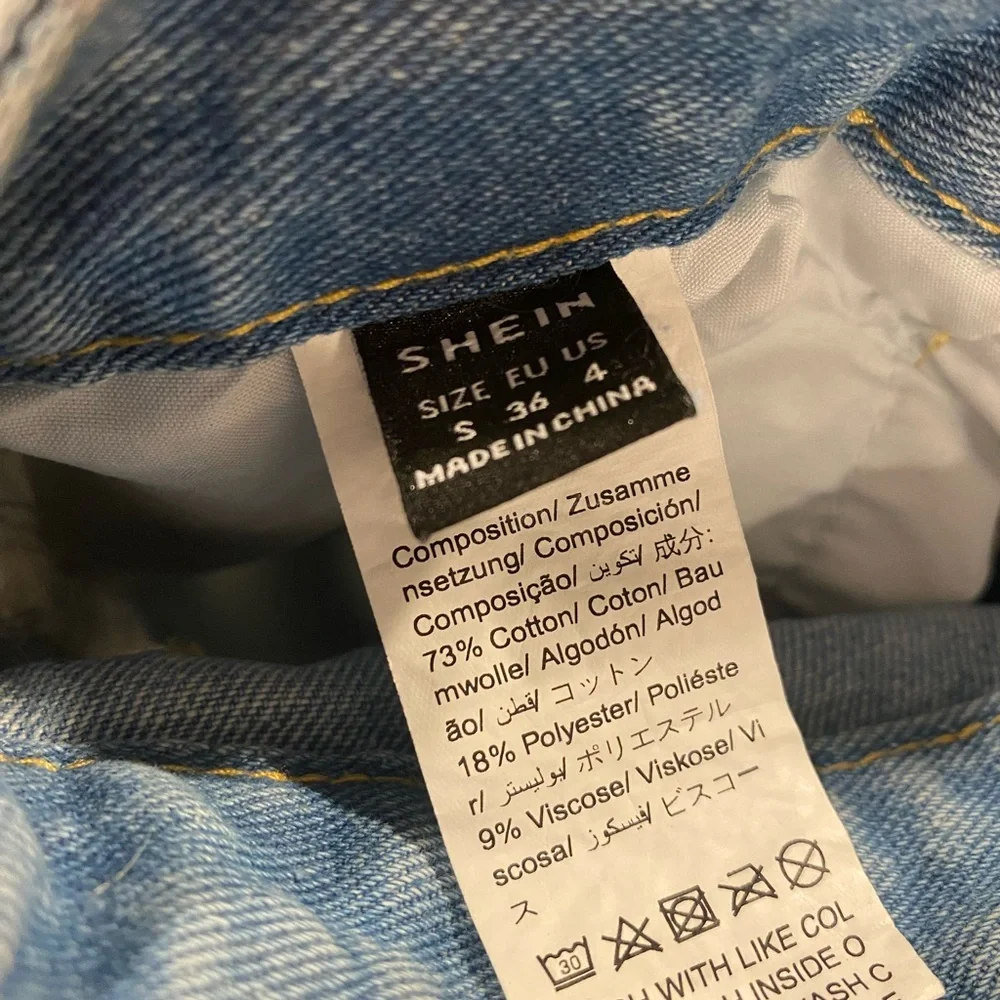 SHEIN
SIZE EU US
S 36 4
MADE IN CHINA
Composition/ Zusamme
nsetzung/ Composición/
Composição/ تكوين/ 成分:
73% Cotton/ Coton/ Bau
mwolle/ Algodón/ Algod
ão/ قطن/ コットン
18% Polyester/ Poliéste
r/ بوليستر/ ポリエステル
9% Viscose/ Viskose/ Vi
scosa/ فيسكوز/ ビスコー
ス
30
WITH LIKE COL
INSIDE O